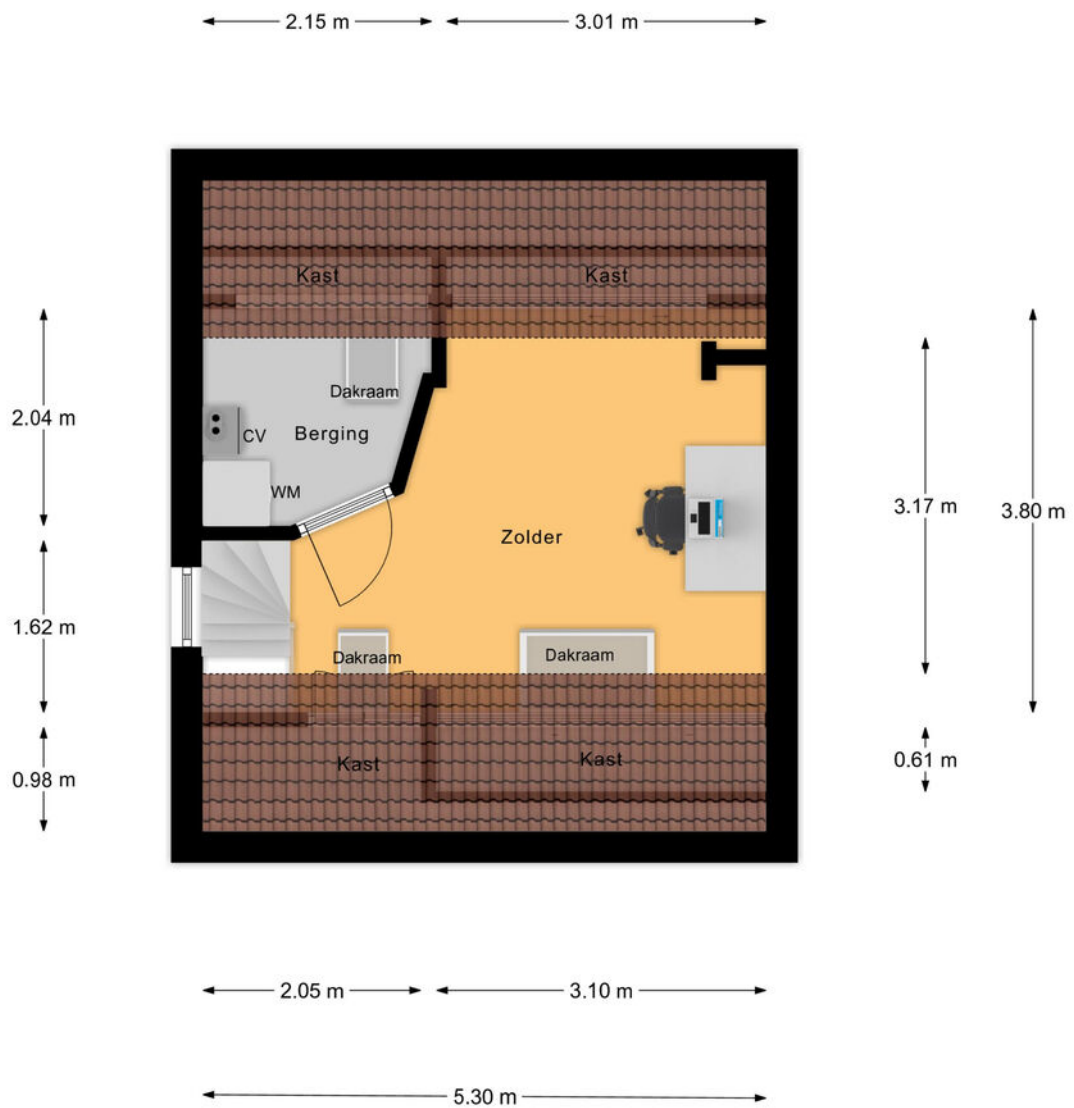 2.15 m
3.01 m
Kast
Kast
Dakraam
2.04 m
CV
Berging
WM
3.17 m
3.80 m
Zolder
1.62 m
Dakraam
Dakraam
Kast
Kast
0.98 m
0.61 m
2.05 m
3.10 m
5.30 m